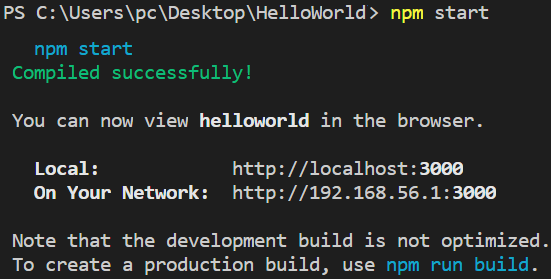 PS C:\Users\pc\Desktop\HelloWorld> npm start
npm start
Compiled successfully!
You can now view helloworld in the browser.
Local: http://localhost:3000
On Your Network: http://192.168.56.1:3000
Note that the development build is not optimized.
To create a production build, use npm run build.